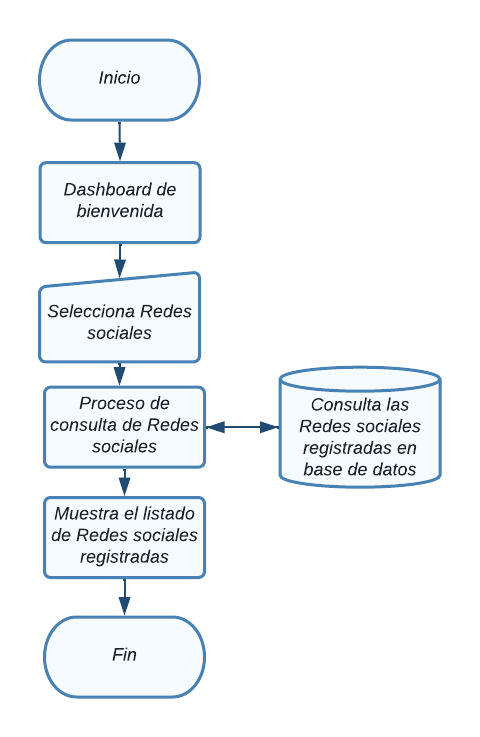 Inicio
Dashboard de
bienvenida
Selecciona Redes
sociales
Proceso de
consulta de Redes
sociales
Consulta las
Redes sociales
registradas en
base de datos
Muestra el listado
de Redes sociales
registradas
Fin